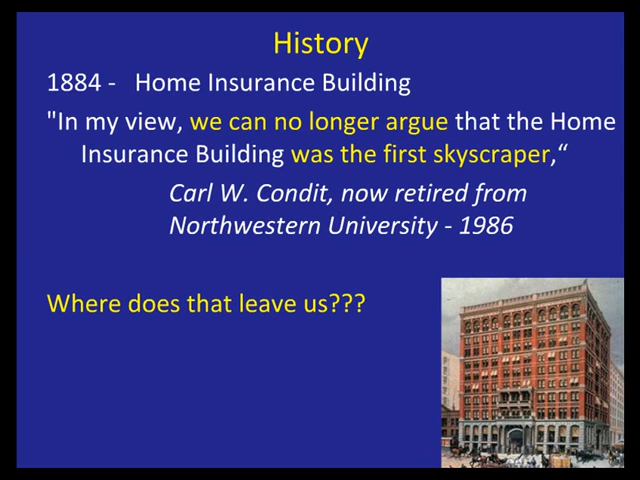 History
1884 -   Home Insurance Building
"In my view, we can no longer argue that the Home
Insurance Building was the first skyscraper,“
Carl W. Condit, now retired from
Northwestern University - 1986
Where does that leave us???